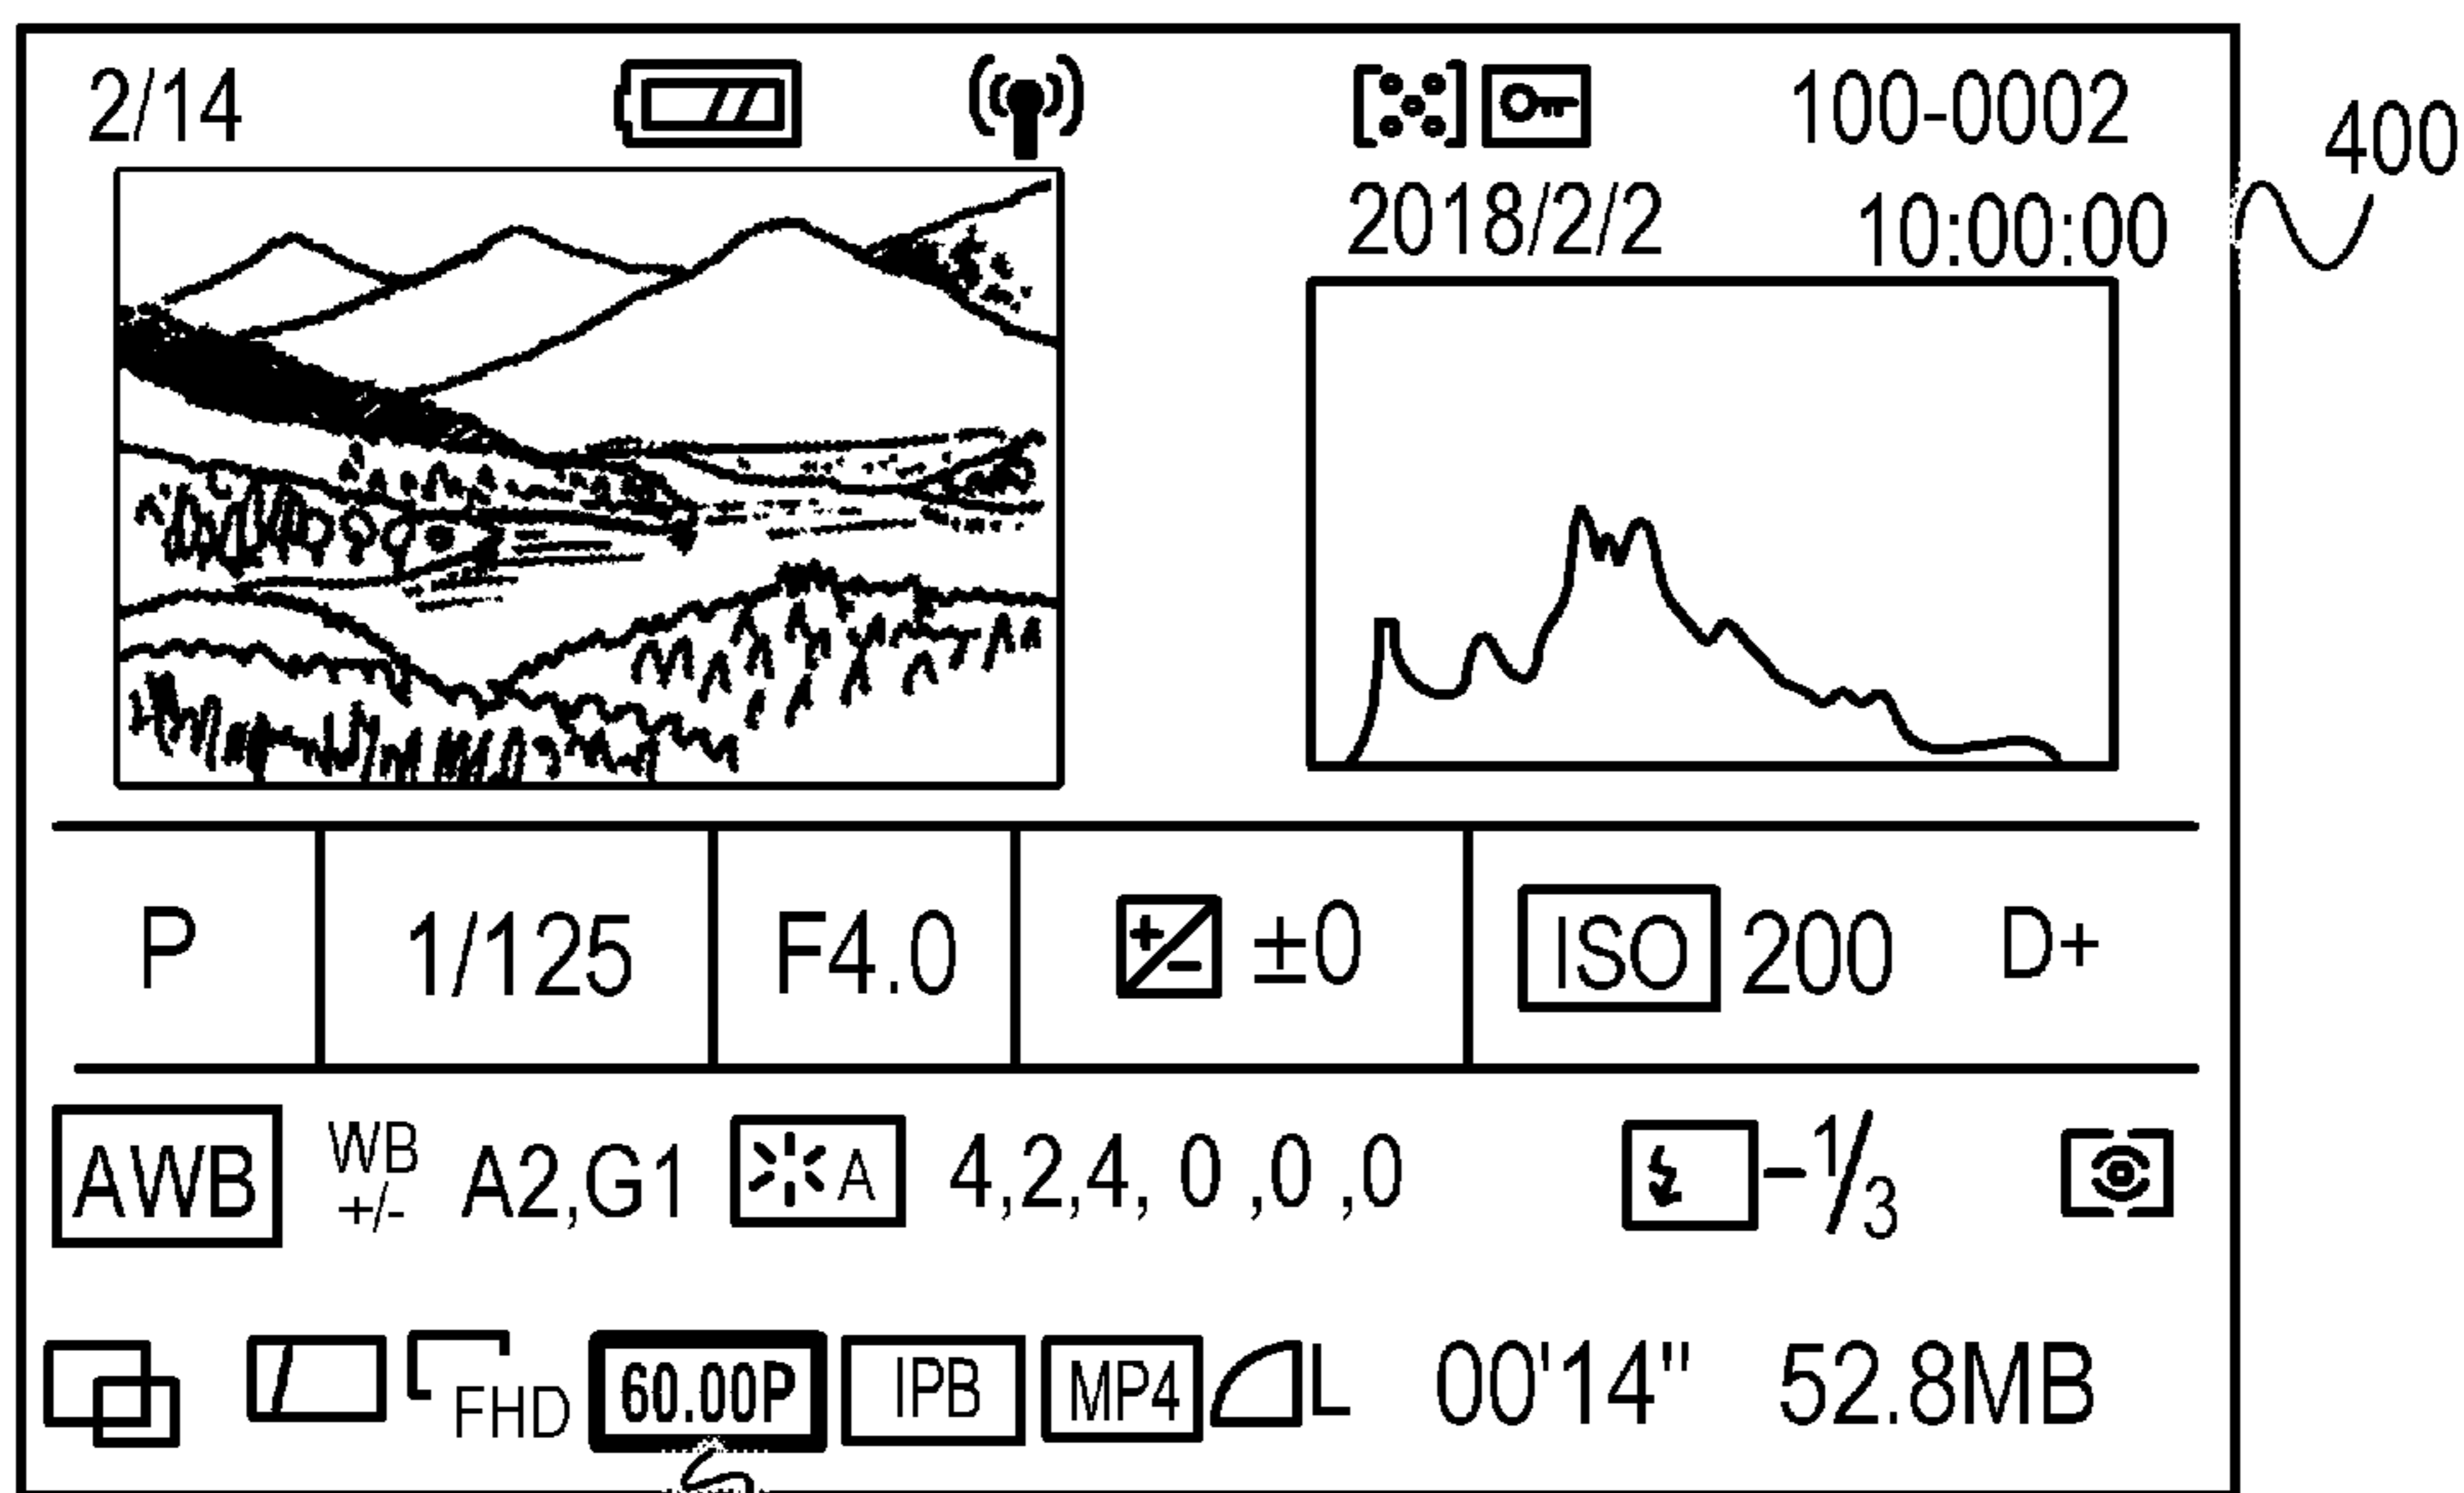 2/14 100-0002
400
2018/2/2 10:00:00
P 1/125 F4.0 ±0 ISO 200 D+
AWB WB +/- A2,G1 A 4,2,4, 0 ,0 ,0 -1/3
FHD 60.00P IPB MP4 L 00'14" 52.8MB